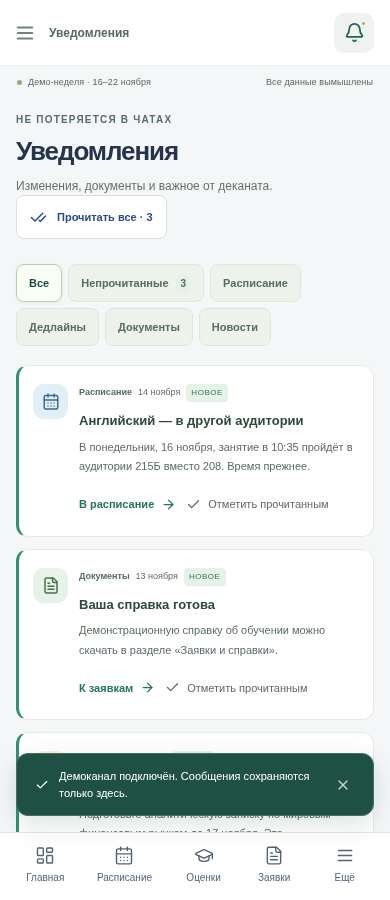 Уведомления
Демо-неделя · 16–22 ноября
Все данные вымышлены
НЕ ПОТЕРЯЕТСЯ В ЧАТАХ
Уведомления
Изменения, документы и важное от деканата.
Прочитать все · 3
Все
Непрочитанные 3
Расписание
Дедлайны
Документы
Новости
Расписание 14 ноября НОВОЕ
Английский — в другой аудитории
В понедельник, 16 ноября, занятие в 10:35 пройдёт в
аудитории 215Б вместо 208. Время прежнее.
В расписание
Отметить прочитанным
Документы 13 ноября НОВОЕ
Ваша справка готова
Демонстрационную справку об обучении можно
скачать в разделе «Заявки и справки».
К заявкам
Отметить прочитанным
Демоканал подключён. Сообщения сохраняются
только здесь.
Главная
Расписание
Оценки
Заявки
Ещё